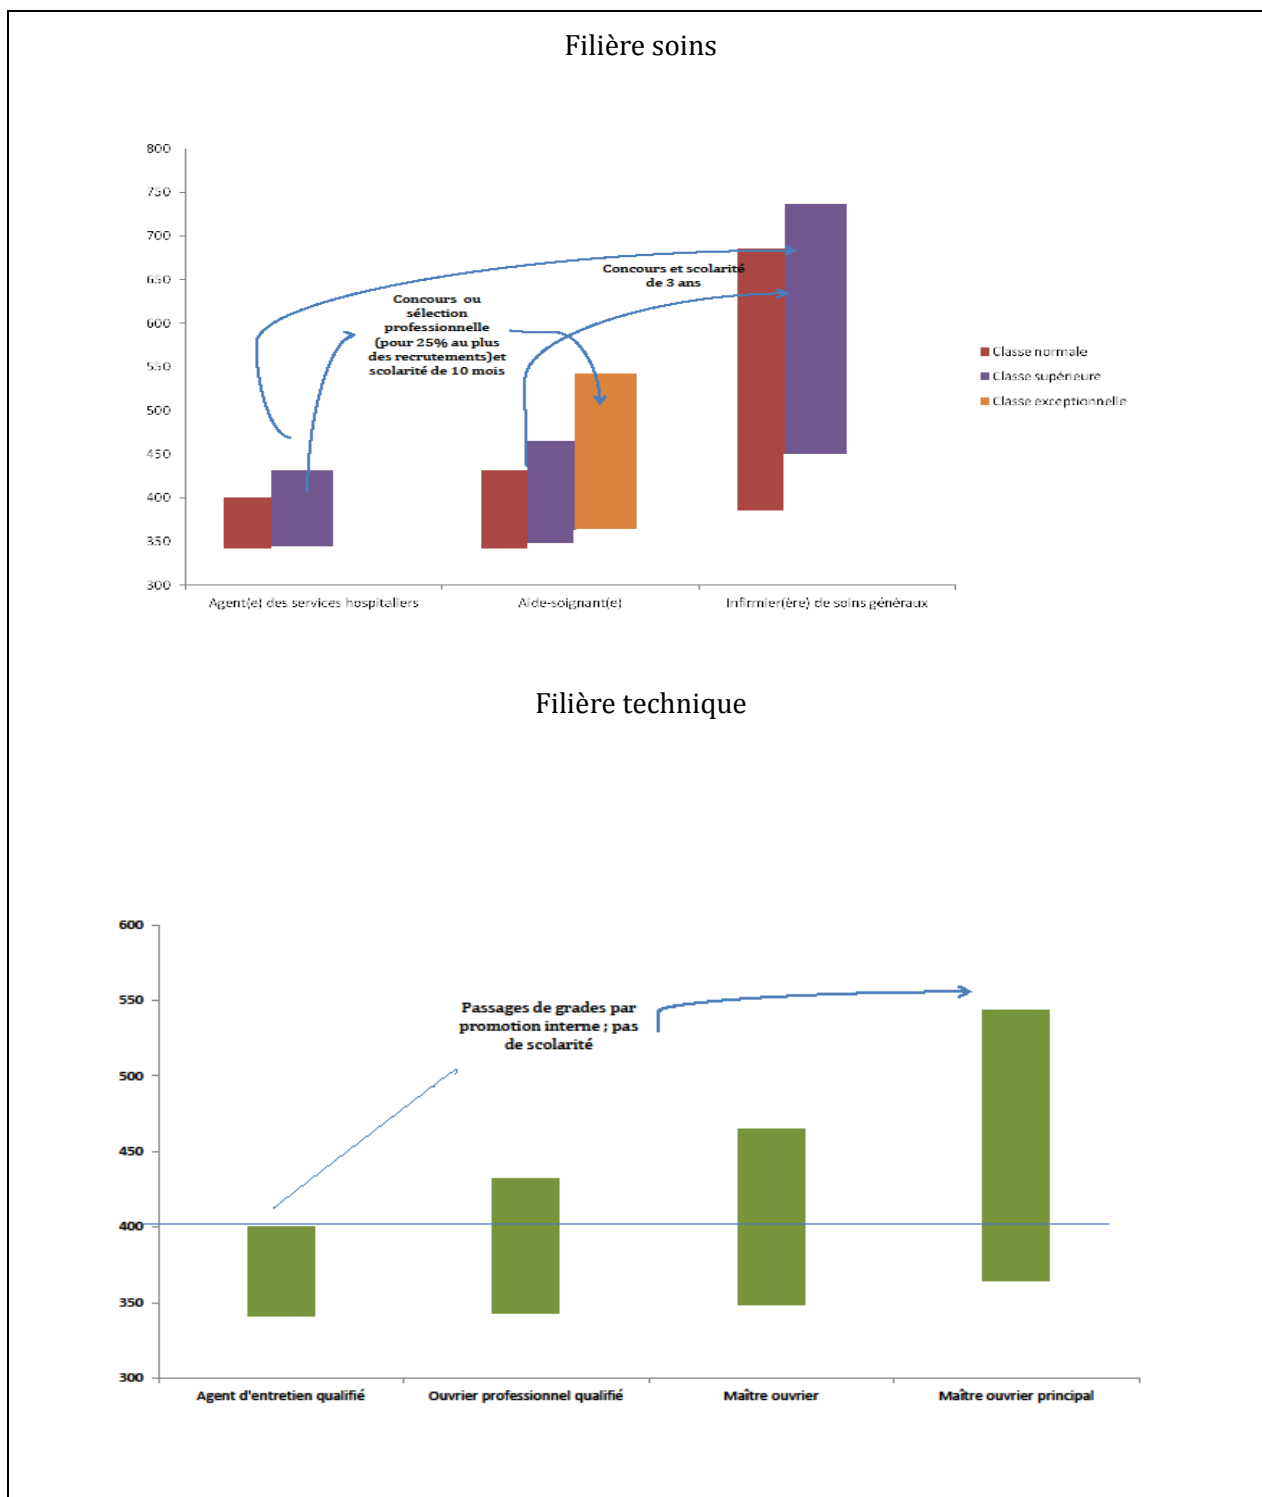 Filière soins
800
750
700
650
600
550
500
450
400
350
300
Concours et scolarité
de 3 ans
Concours ou
sélection
professionnelle
(pour 25% au plus
des recrutements)et
scolarité de 10 mois
Classe normale
Classe supérieure
Classe exceptionnelle
Agent(e) des services hospitaliers
Aide-soignant(e)
Infirmier(ère) de soins généraux
Filière technique
600
550
500
450
400
350
300
Passages de grades par
promotion interne ; pas
de scolarité
Agent d'entretien qualifié
Ouvrier professionnel qualifié
Maître ouvrier
Maître ouvrier principal